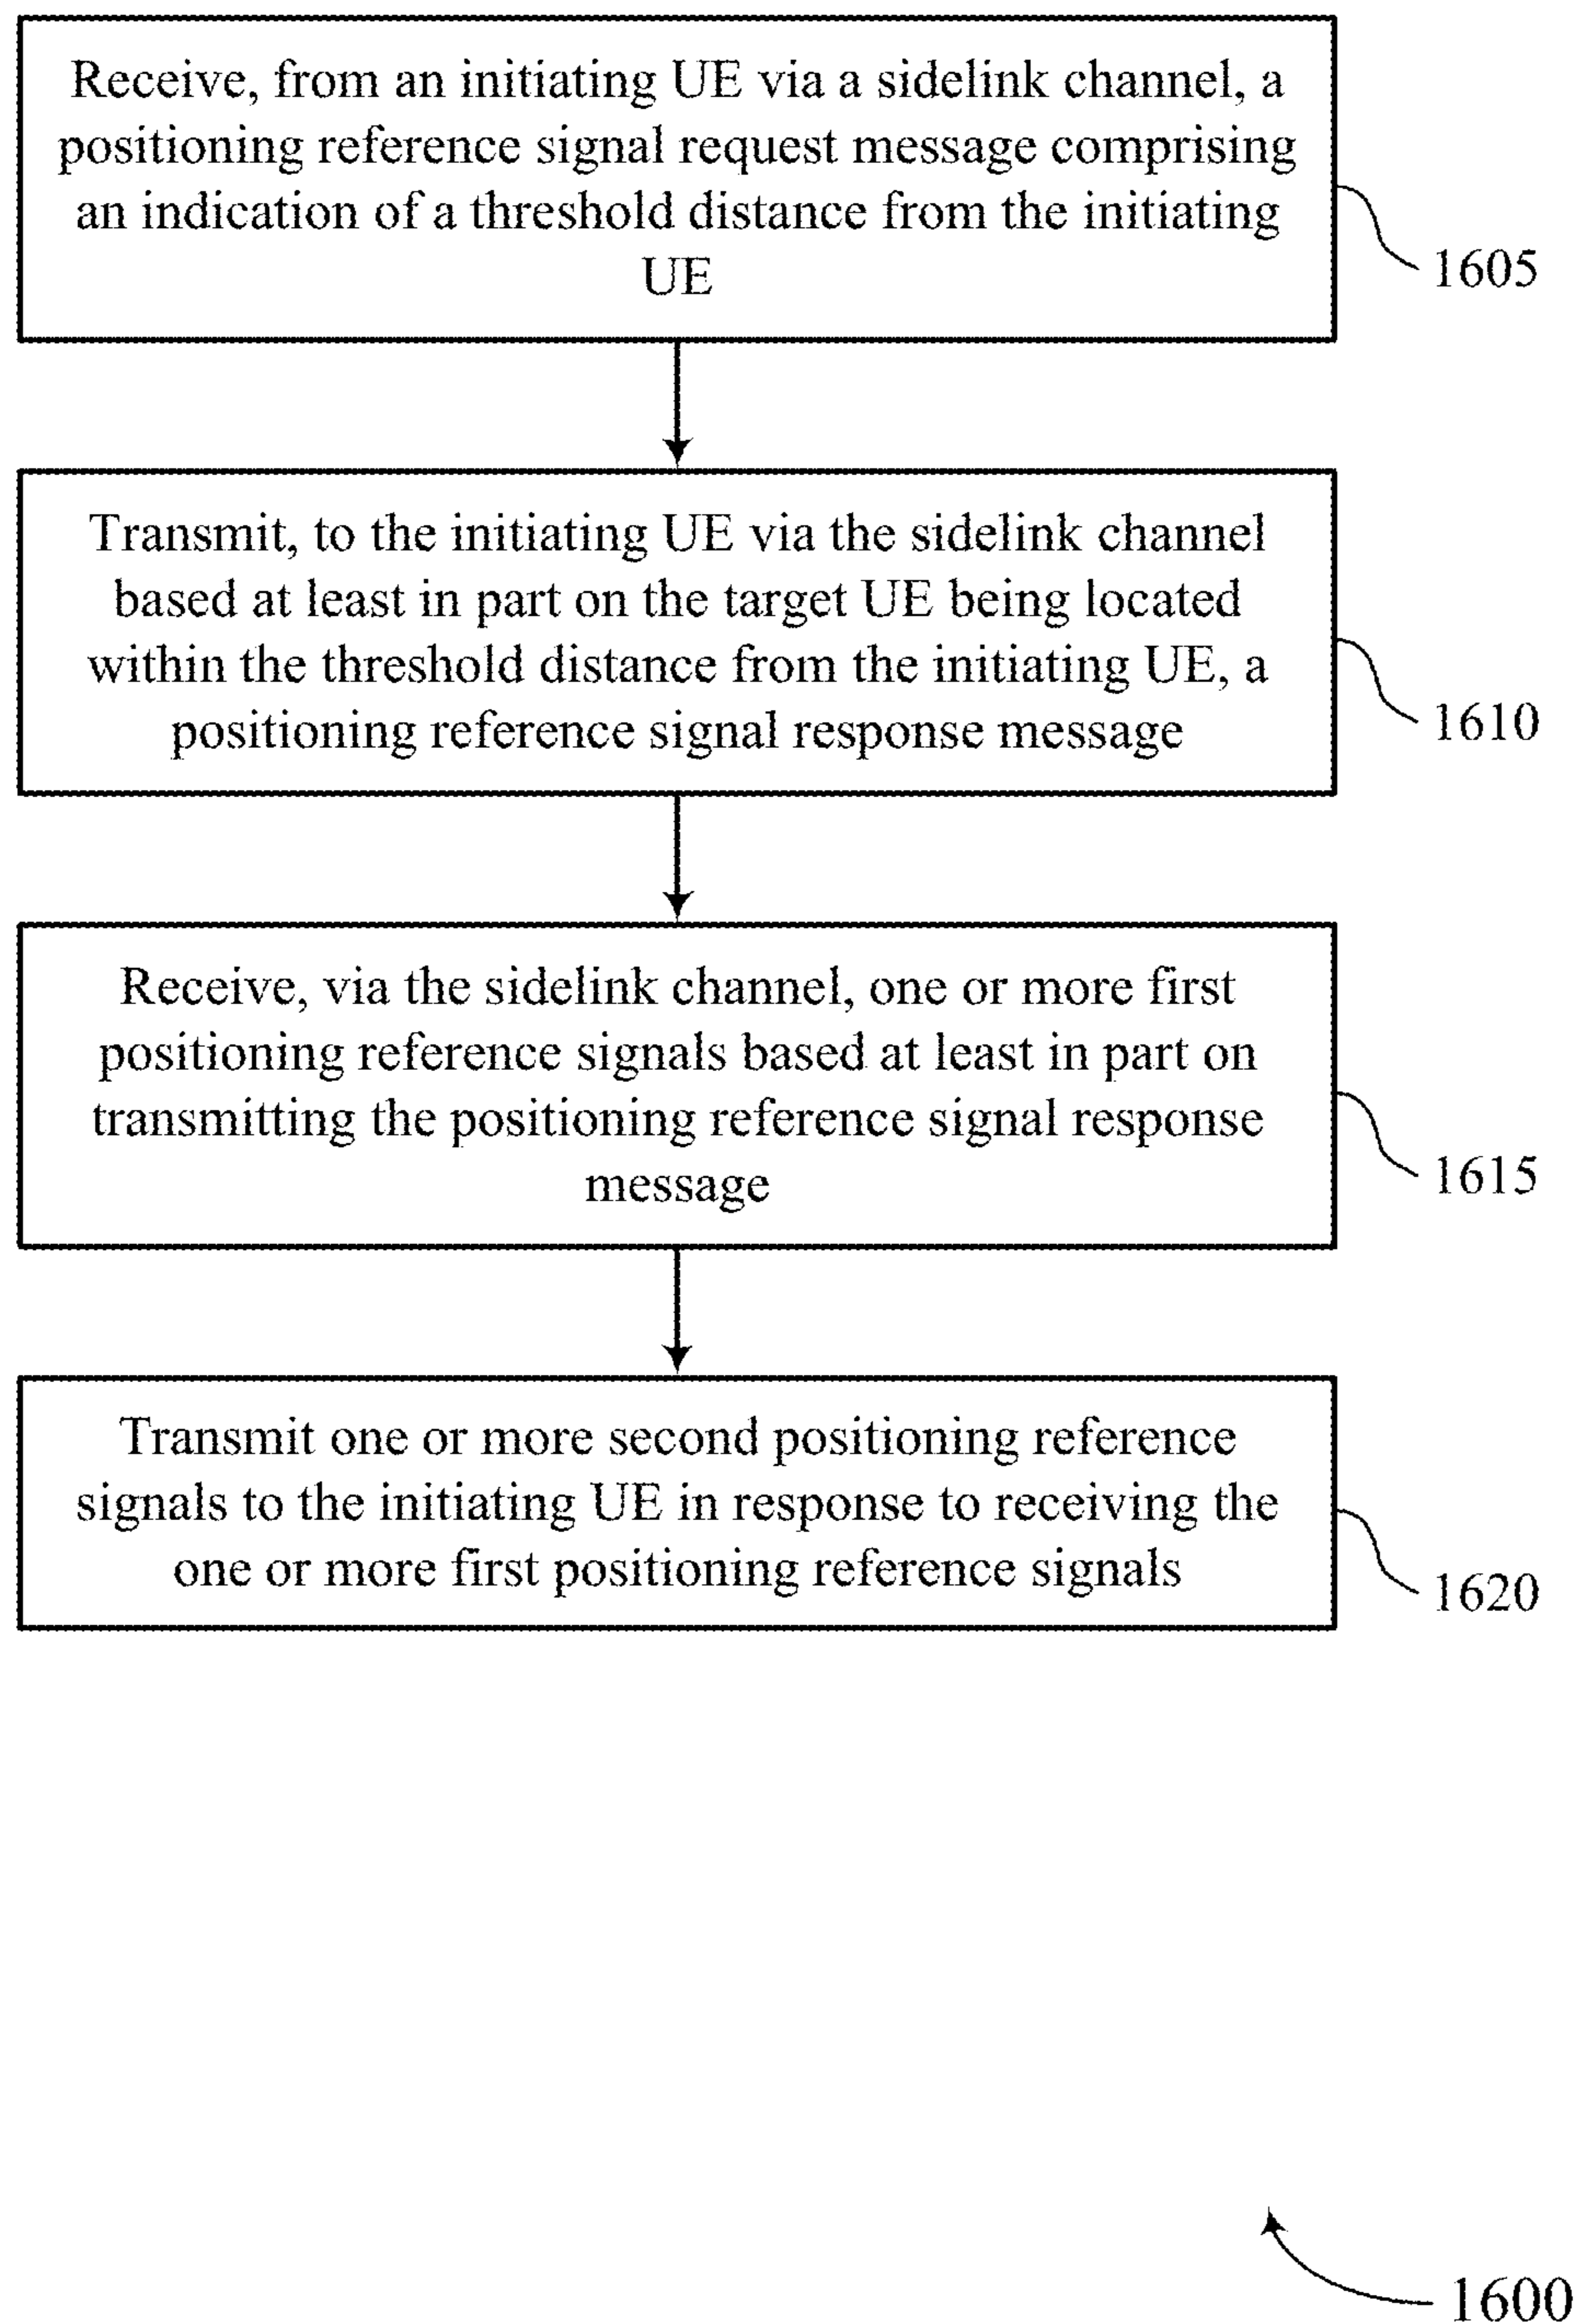 Receive, from an initiating UE via a sidelink channel, a
positioning reference signal request message comprising
an indication of a threshold distance from the initiating
UE
1605
Transmit, to the initiating UE via the sidelink channel
based at least in part on the target UE being located
within the threshold distance from the initiating UE, a
positioning reference signal response message
1610
Receive, via the sidelink channel, one or more first
positioning reference signals based at least in part on
transmitting the positioning reference signal response
message
1615
Transmit one or more second positioning reference
signals to the initiating UE in response to receiving the
one or more first positioning reference signals
1620
1600